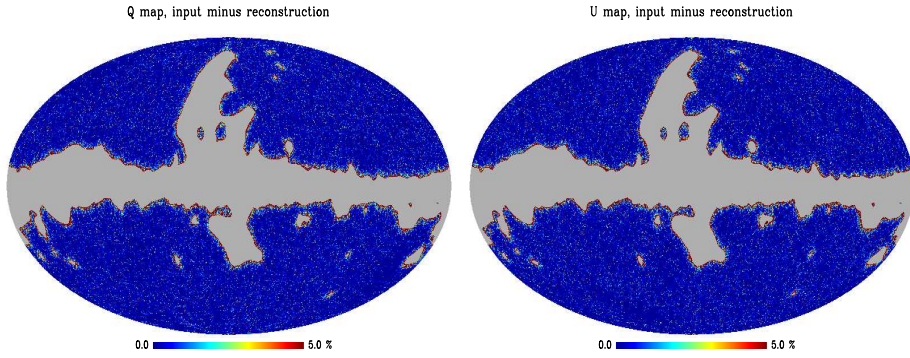 Q map, input minus reconstruction
U map, input minus reconstruction
0.0 5.0 %
0.0 5.0 %